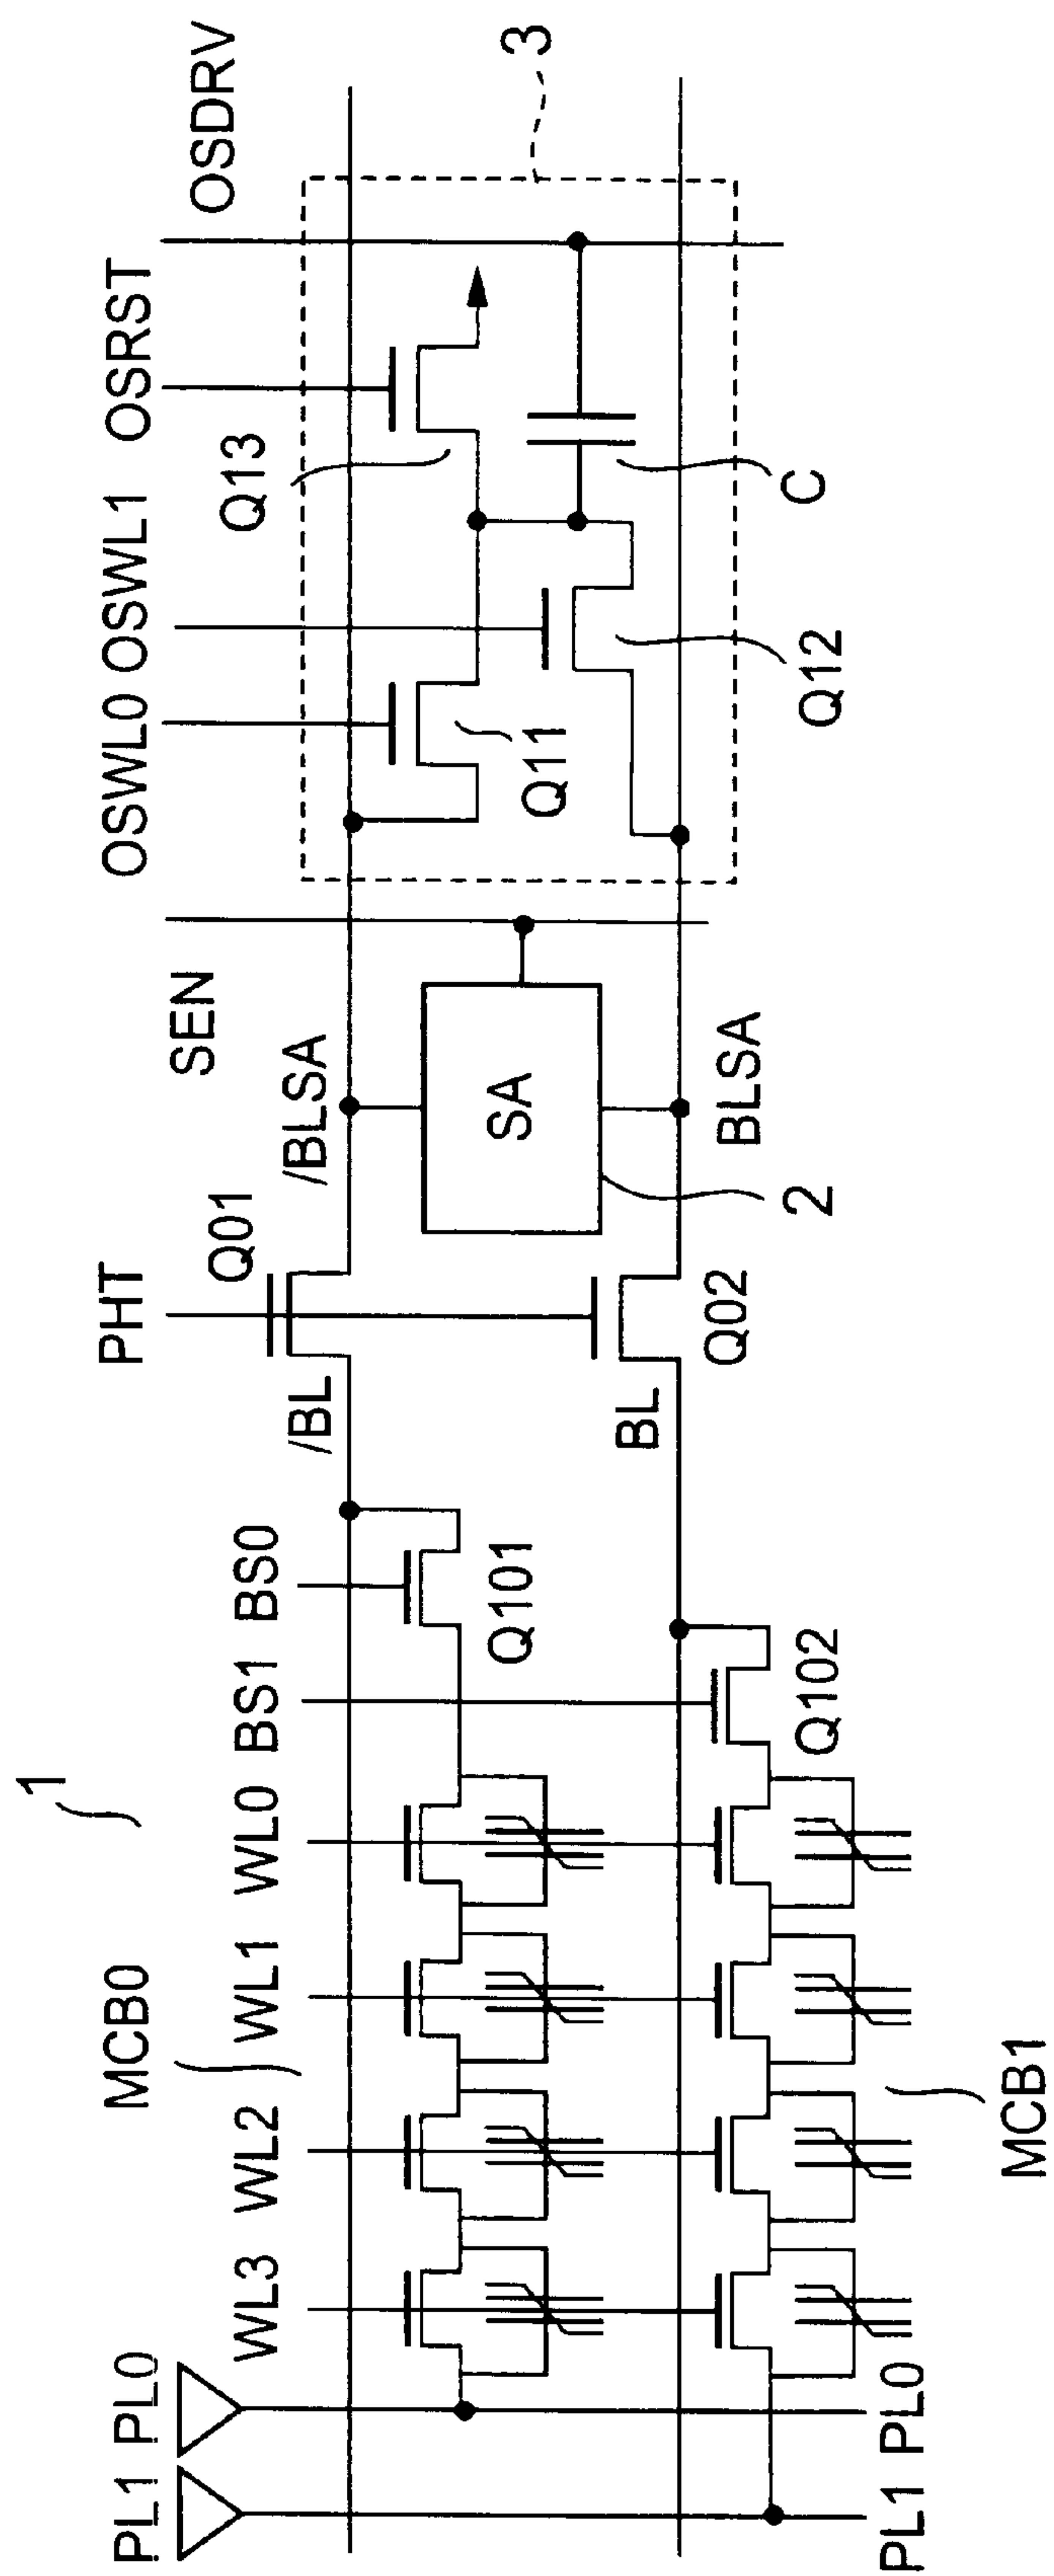 1
PL1
PL0
WL3
WL2
MCB0
WL1
WL0
BS1
BS0
/BL
PHT
Q01
/BLSA
SEN
OSWL0
OSWL1
OSRST
OSDRV
Q101
BL
Q02
SA
2
BLSA
Q11
Q13
Q12
C
3
Q102
MCB1
PL1
PL0